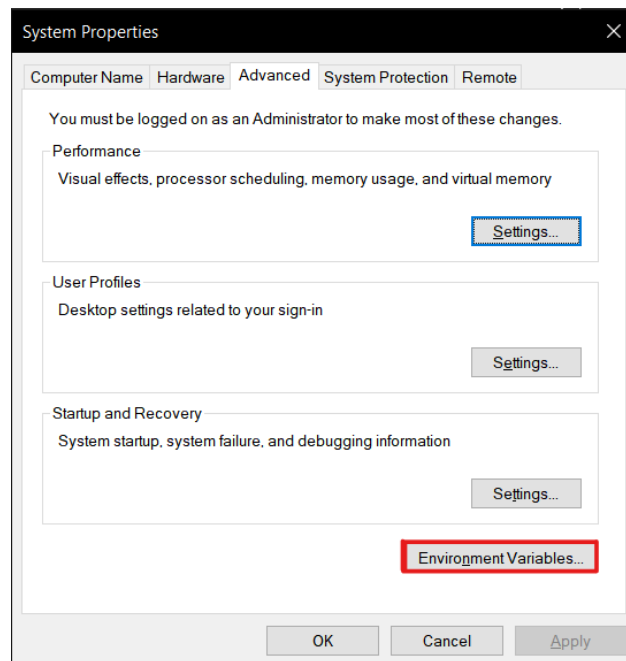 System Properties
Computer Name Hardware Advanced System Protection Remote
You must be logged on as an Administrator to make most of these changes.
Performance
Visual effects, processor scheduling, memory usage, and virtual memory
Settings...
User Profiles
Desktop settings related to your sign-in
Settings...
Startup and Recovery
System startup, system failure, and debugging information
Settings...
Environment Variables...
OK Cancel Apply